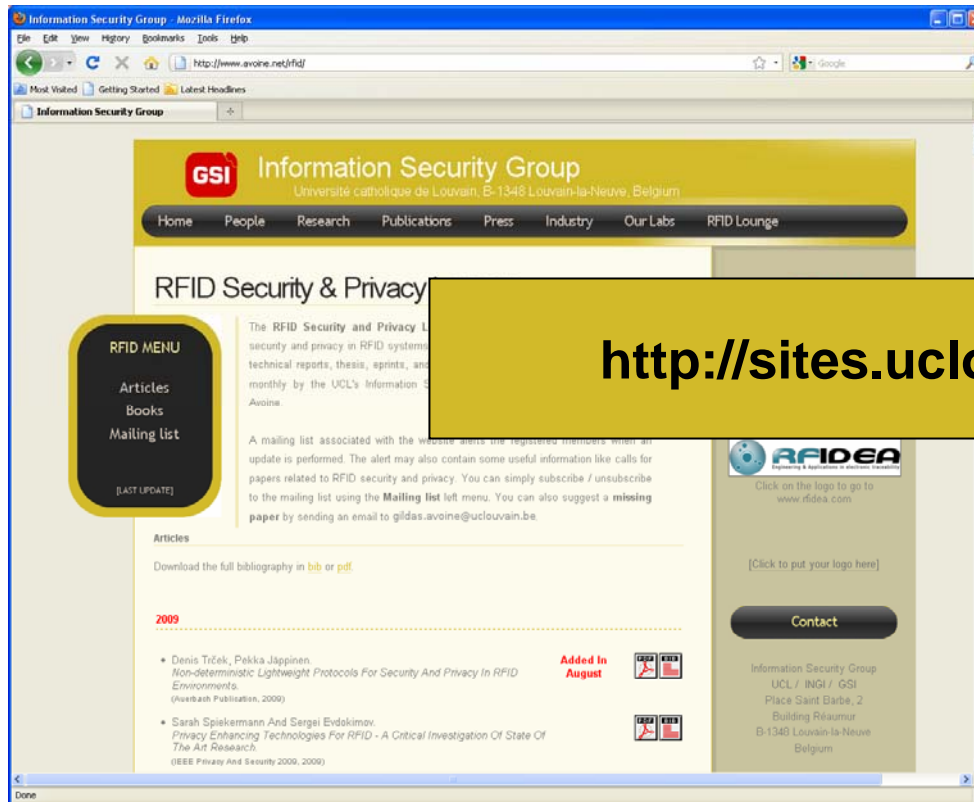 Information Security Group - Mozilla Firefox
File Edit View History Bookmarks Tools Help
http://www.avoine.net/rfid/
Google
Most Visited Getting Started Latest Headlines
Information Security Group
GSI
Information Security Group
Université catholique de Louvain, B-1348 Louvain-la-Neuve, Belgium
Home People Research Publications Press Industry Our Labs RFID Lounge
RFID Security & Privacy
RFID MENU
Articles
Books
Mailing list
[LAST UPDATE]
The RFID Security and Privacy L
security and privacy in RFID systems
technical reports, thesis, eprints, and
monthly by the UCL's Information S
Avoine.
http://sites.uclo
A mailing list associated with the website alerts the registered members when an
update is performed. The alert may also contain some useful information like calls for
papers related to RFID security and privacy. You can simply subscribe / unsubscribe
to the mailing list using the Mailing list left menu. You can also suggest a missing
paper by sending an email to gildas.avoine@uclouvain.be.
Articles
Download the full bibliography in bib or pdf.
2009
Denis Trček, Pekka Jäppinen.
Non-deterministic Lightweight Protocols For Security And Privacy In RFID
Environments.
(Auerbach Publication, 2009)
Added In
August
PDF BIB
Sarah Spiekermann And Sergei Evdokimov.
Privacy Enhancing Technologies For RFID - A Critical Investigation Of State Of
The Art Research.
(IEEE Privacy And Security 2009, 2009)
PDF BIB
RFIDEA
Engineering & Applications in electronic traceability
Click on the logo to go to
www.rfidea.com
[Click to put your logo here]
Contact
Information Security Group
UCL / INGI / GSI
Place Saint Barbe, 2
Building Réaumur
B-1348 Louvain-la-Neuve
Belgium
Done